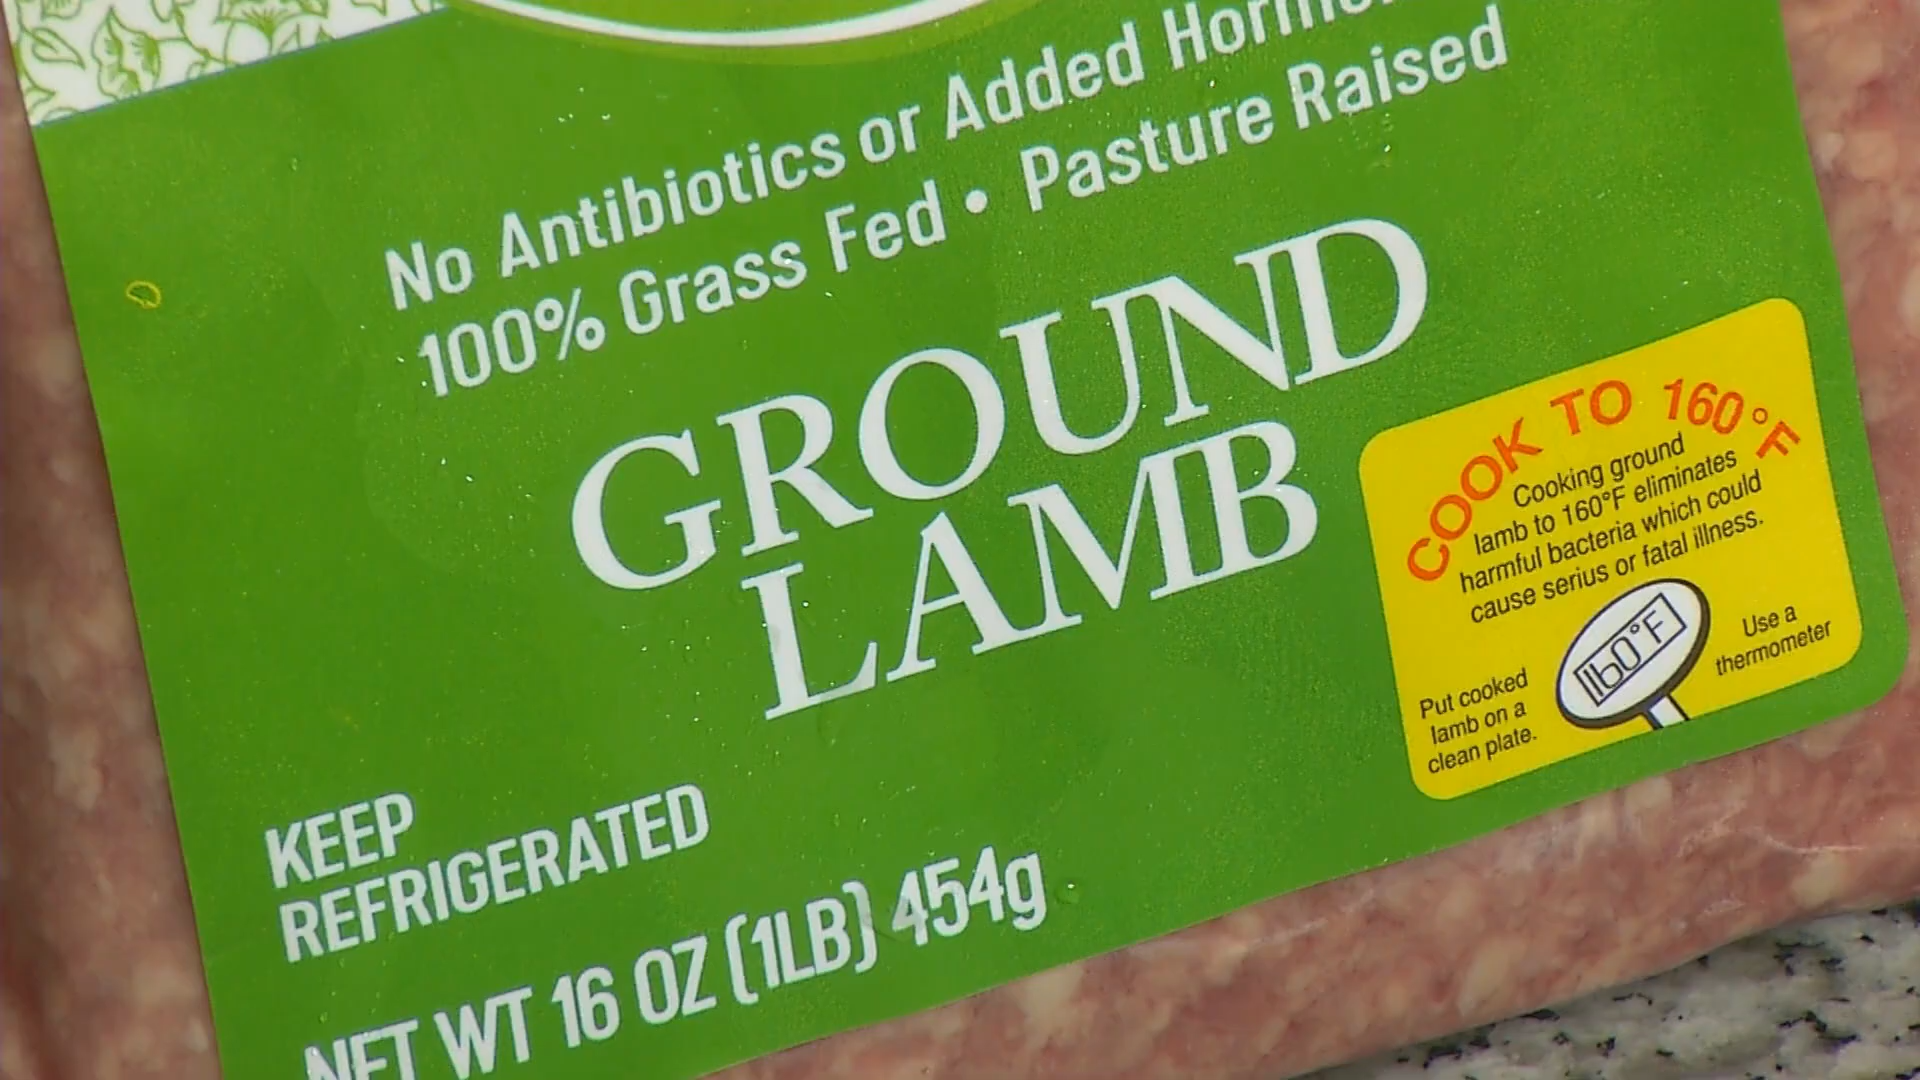 No Antibiotics or Added
100% Grass Fed • Pasture Raised
GROUND
LAMB
COOK TO 160°F
Cooking ground
lamb to 160°F eliminates
harmful bacteria which could
cause serius or fatal illness.
160°F
Use a
thermometer
Put cooked
lamb on a
clean plate.
KEEP
REFRIGERATED
NET WT 16 OZ (1LB) 454g